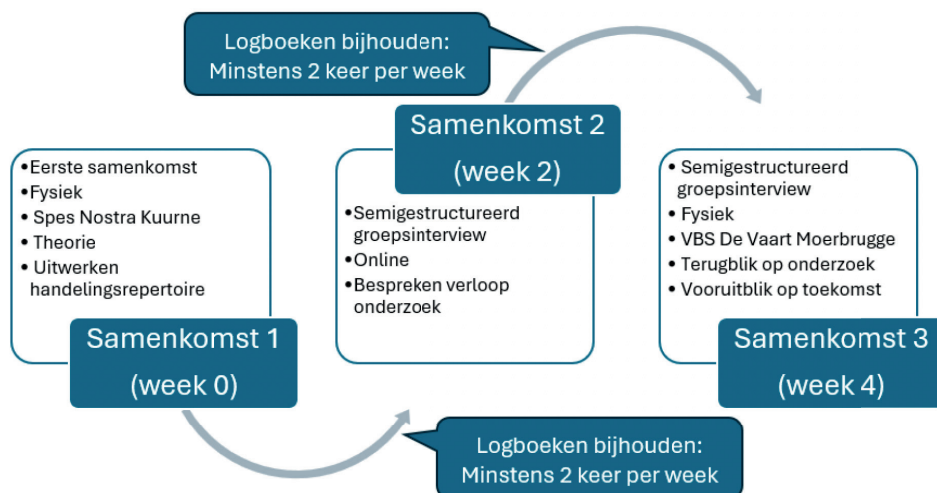 Logboeken bijhouden:
Minstens 2 keer per week
•Eerste samenkomst
•Fysiek
• Spes Nostra Kuurne
• Theorie
• Uitwerken
handelingsrepertoire
Samenkomst 1
(week 0)
Samenkomst 2
(week 2)
•Semigestructureerd
groepsinterview
•Online
•Bespreken verloop
onderzoek
• Semigestructureerd
groepsinterview
• Fysiek
• VBS De Vaart Moerbrugge
• Terugblik op onderzoek
• Vooruitblik op toekomst
Samenkomst 3
(week 4)
Logboeken bijhouden:
Minstens 2 keer per week